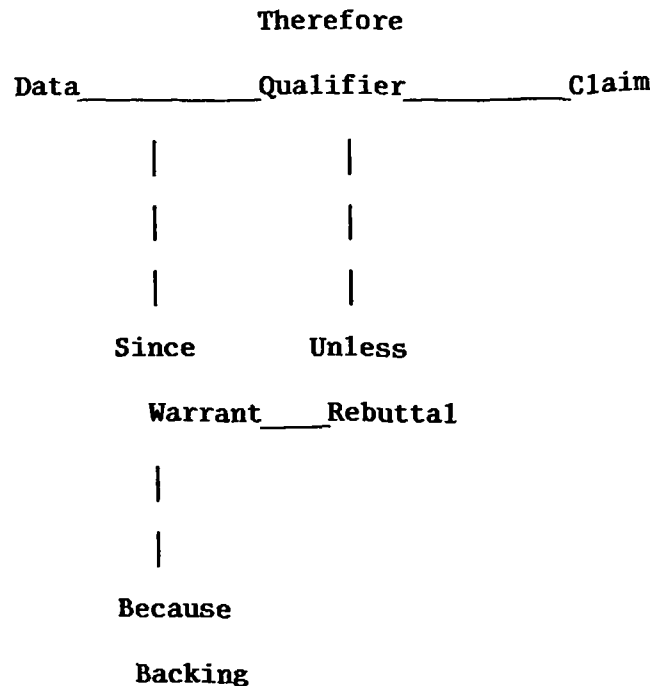 Therefore
Data Qualifier Claim
Since Unless
Warrant Rebuttal
Because
Backing